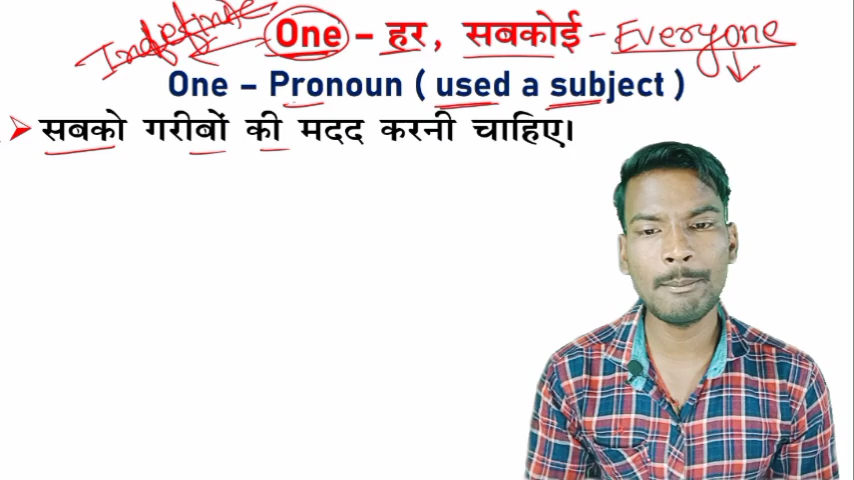 Indefinite
One – हर, सबकोई – Everyone
One – Pronoun ( used a subject )
➤ सबको गरीबों की मदद करनी चाहिए।